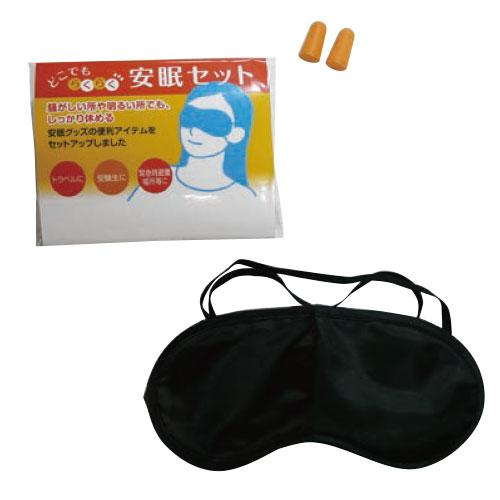 どこでもらくらく安眠セット
騒がしい所や明るい所でも、
しっかり休める
安眠グッズの便利アイテムを
セットアップしました
トラベルに
受験生に
緊急時避難
場所等に